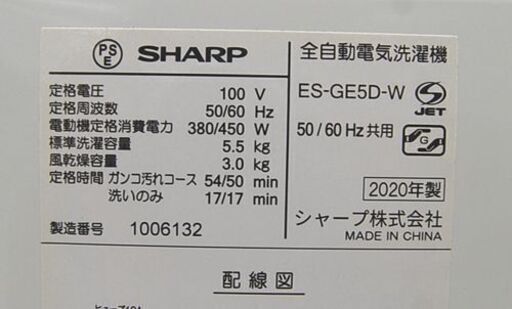 PS
E
SHARP
定格電圧 100 V
定格周波数 50/60 Hz
電動機定格消費電力 380/450 W
標準洗濯容量 5.5 kg
風乾燥容量 3.0 kg
定格時間 ガンコ汚れコース 54/50 min
洗いのみ 17/17 min
製造番号 1006132
全自動電気洗濯機
ES-GE5D-W
JET
50/60 Hz共用
G
2020年製
シャープ株式会社
MADE IN CHINA
配線図